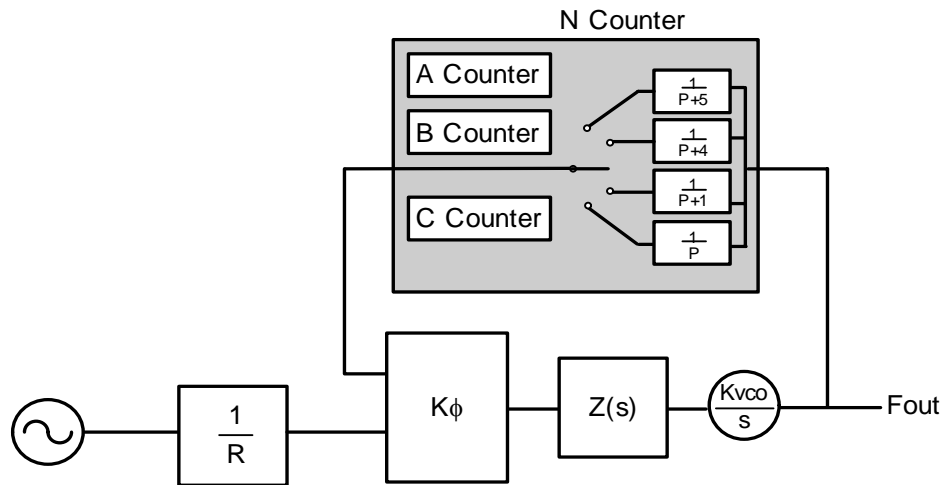 N Counter
A Counter
1
P+5
B Counter
1
P+4
1
P+1
C Counter
1
P
Kϕ
Z(s)
Kvco
s
Fout
1
R